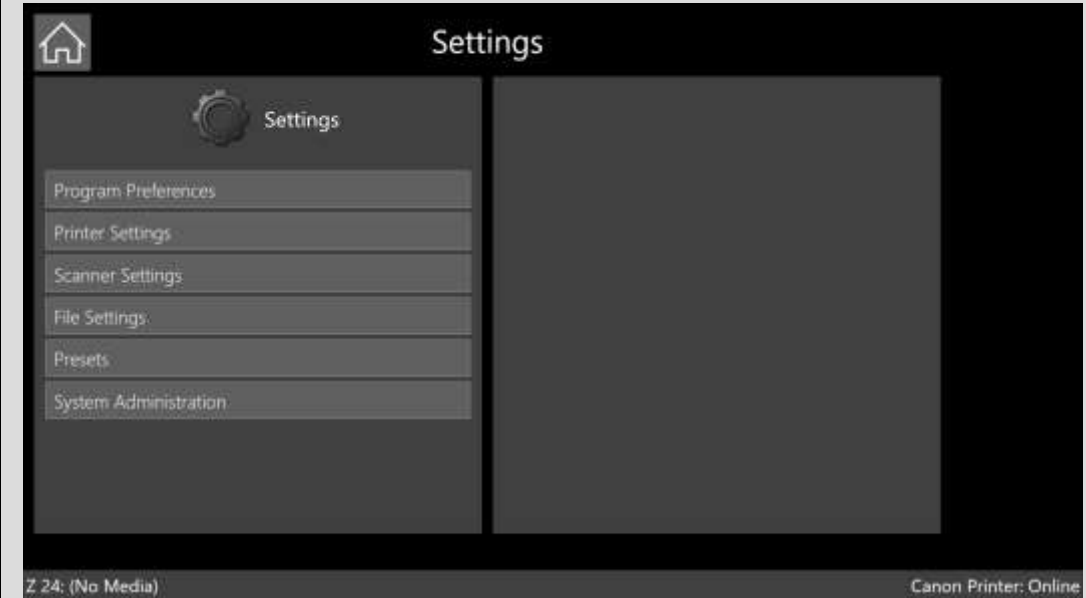 Settings
Settings
Program Preferences
Printer Settings
Scanner Settings
File Settings
Presets
System Administration
Z 24: (No Media)
Canon Printer: Online